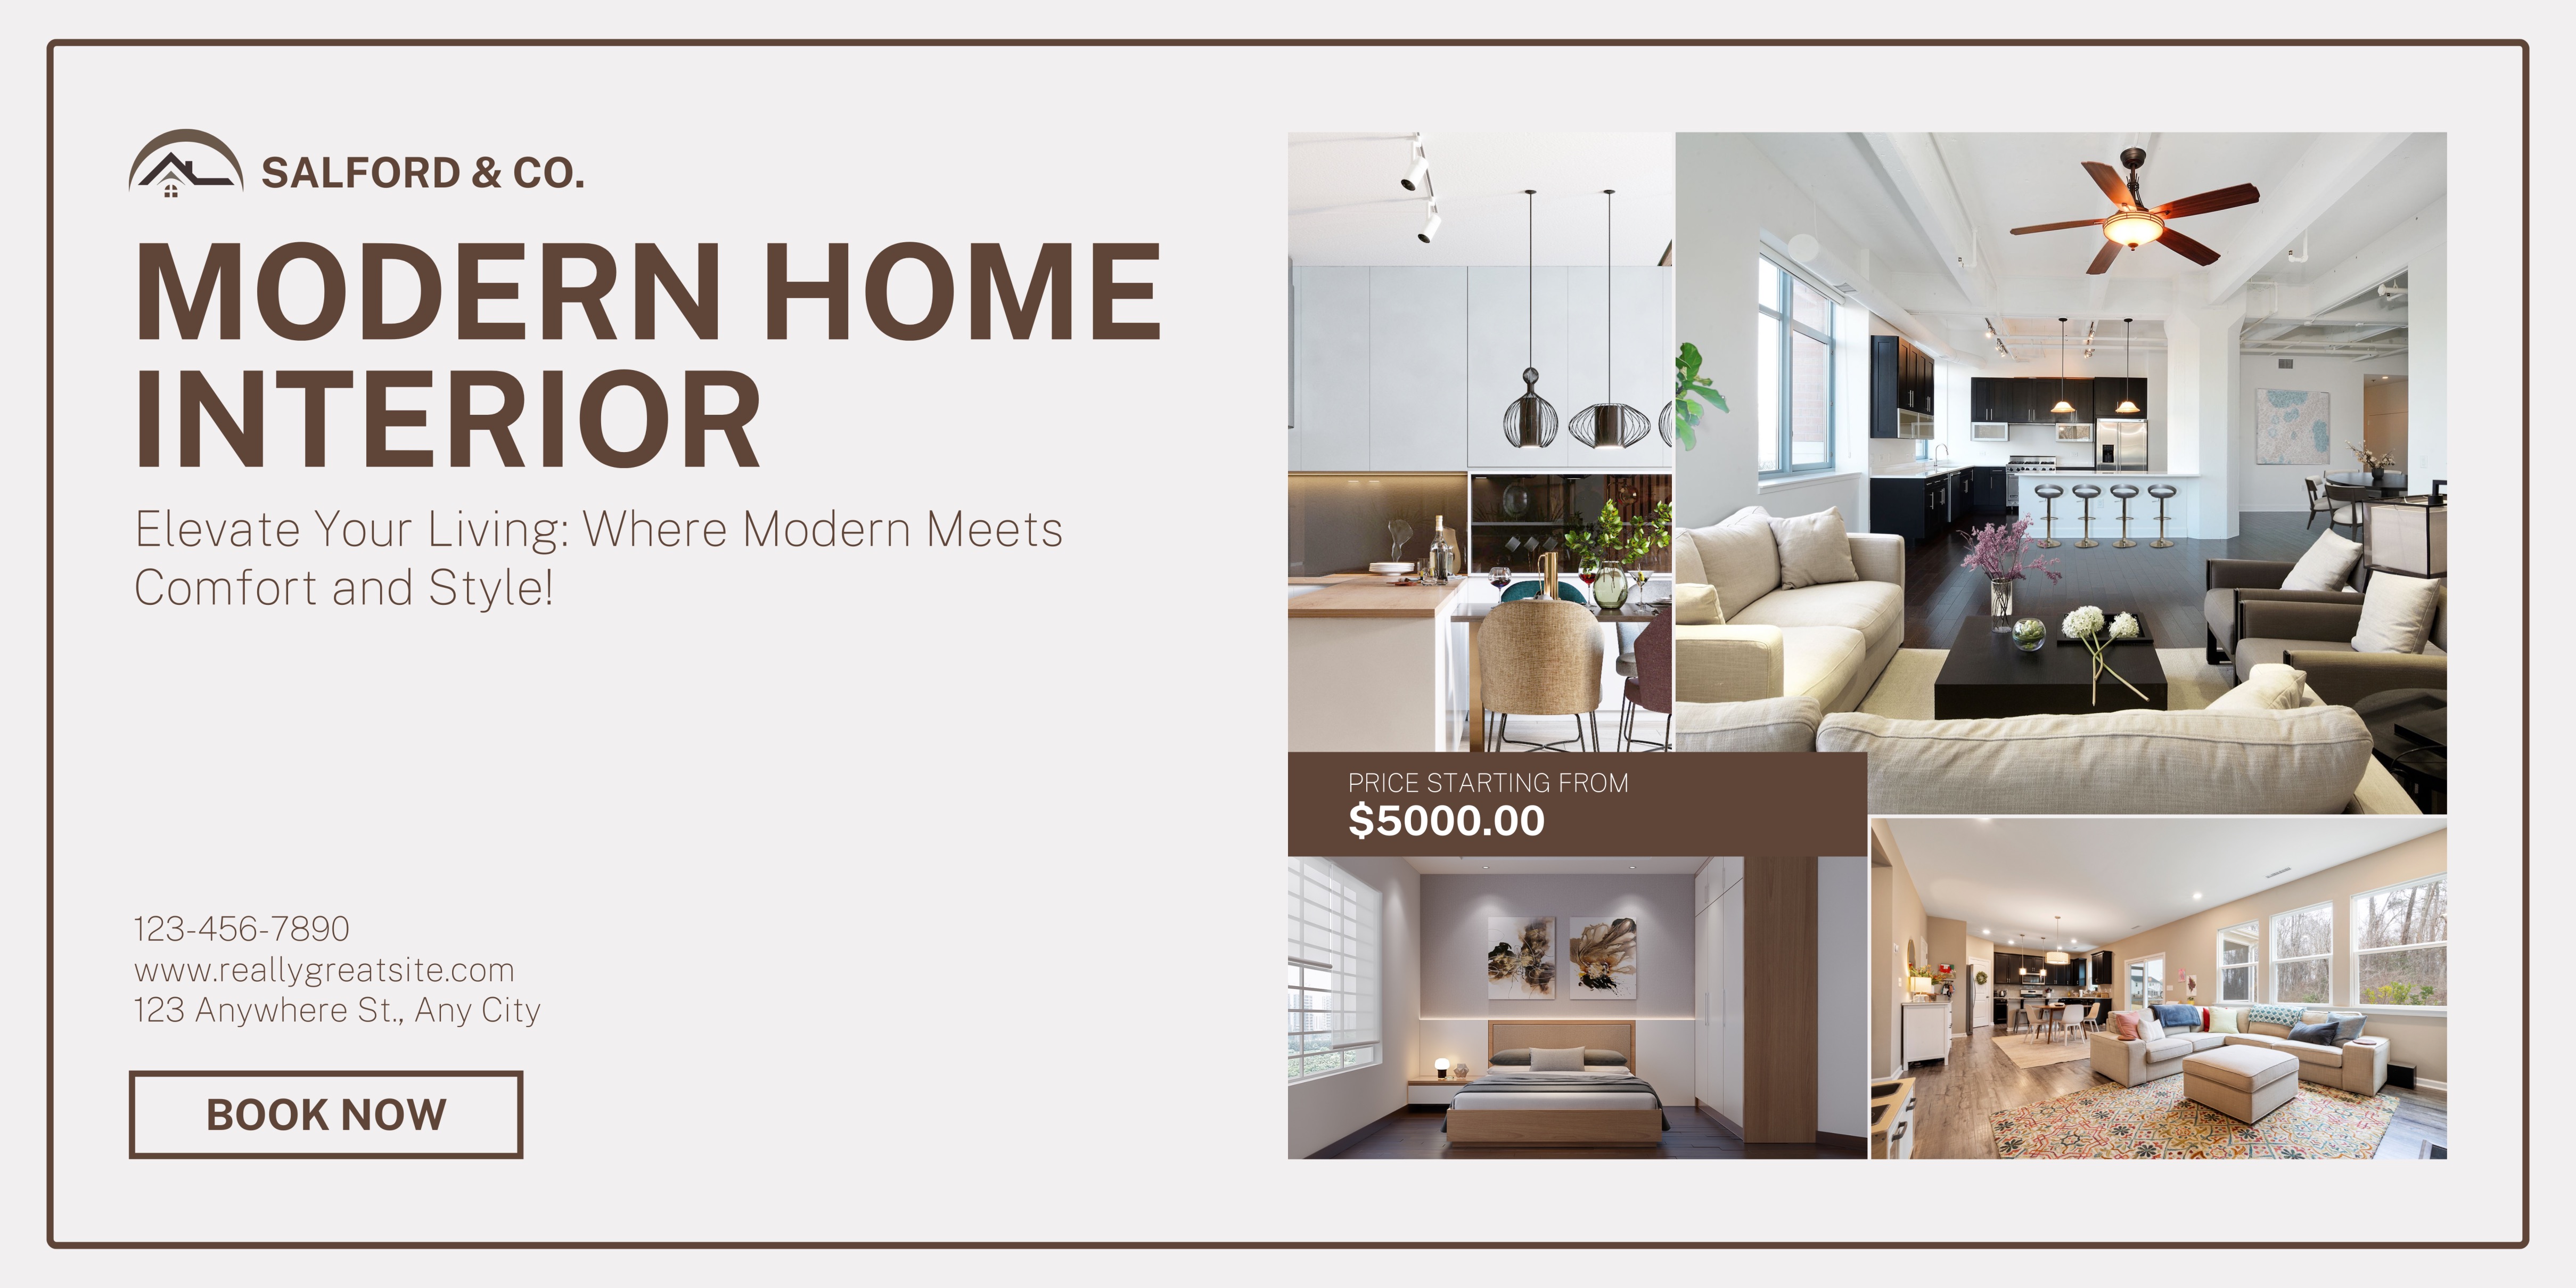 SALFORD & CO.
MODERN HOME
INTERIOR
Elevate Your Living: Where Modern Meets
Comfort and Style!
123-456-7890
www.reallygreatsite.com
123 Anywhere St., Any City
BOOK NOW
PRICE STARTING FROM
$5000.00